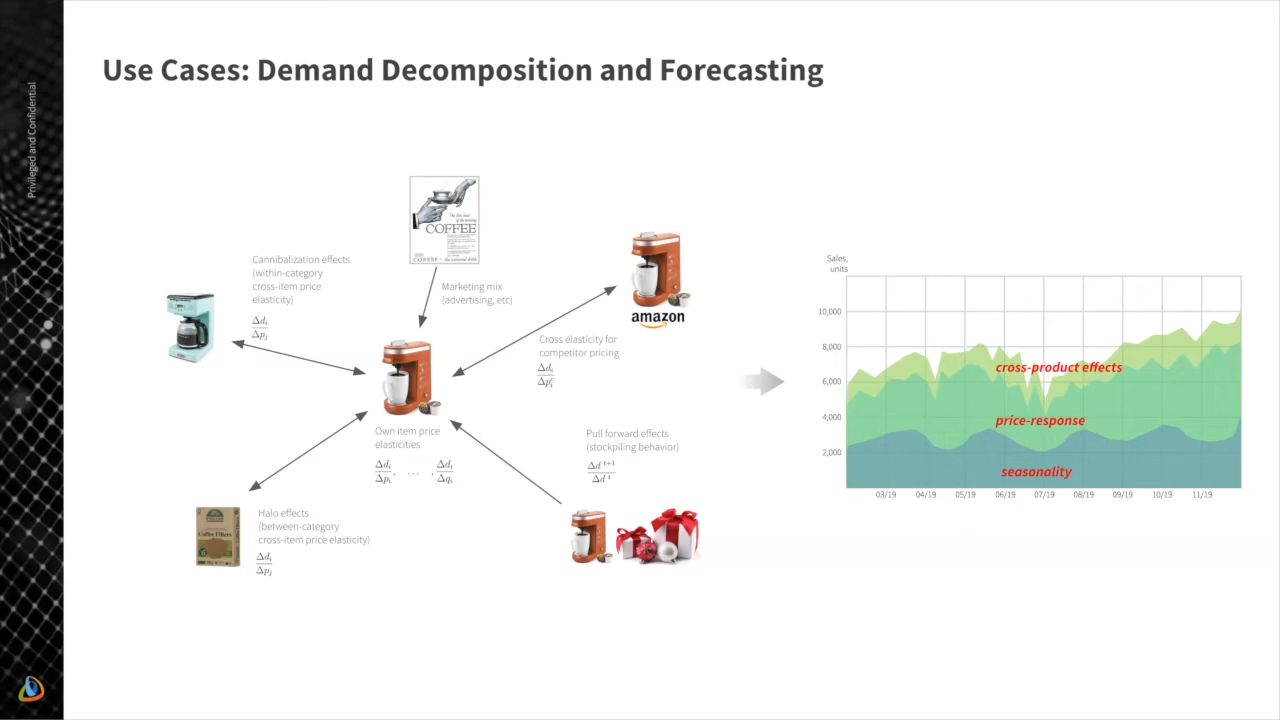 Privileged and Confidential
Use Cases: Demand Decomposition and Forecasting
COFFEE
COFFEE - the universal drink
Cannibalization effects
(within-category
cross-item price
elasticity)
Δd_i
Δp_j
Marketing mix
(advertising, etc)
amazon
Cross elasticity for
competitor pricing
Δd_i
Δp_i^c
Own item price
elasticities
Δd_i/Δp_i, ... , Δd_i/Δq_i
Pull forward effects
(stockpiling behavior)
Δd^{t+1}
Δd^t
Halo effects
(between-category
cross-item price elasticity)
Δd_i
Δp_j
Coffee Filters
Sales,
units
10,000
8,000
6,000
4,000
2,000
cross-product effects
price-response
seasonality
03/19 04/19 05/19 06/19 07/19 08/19 09/19 10/19 11/19